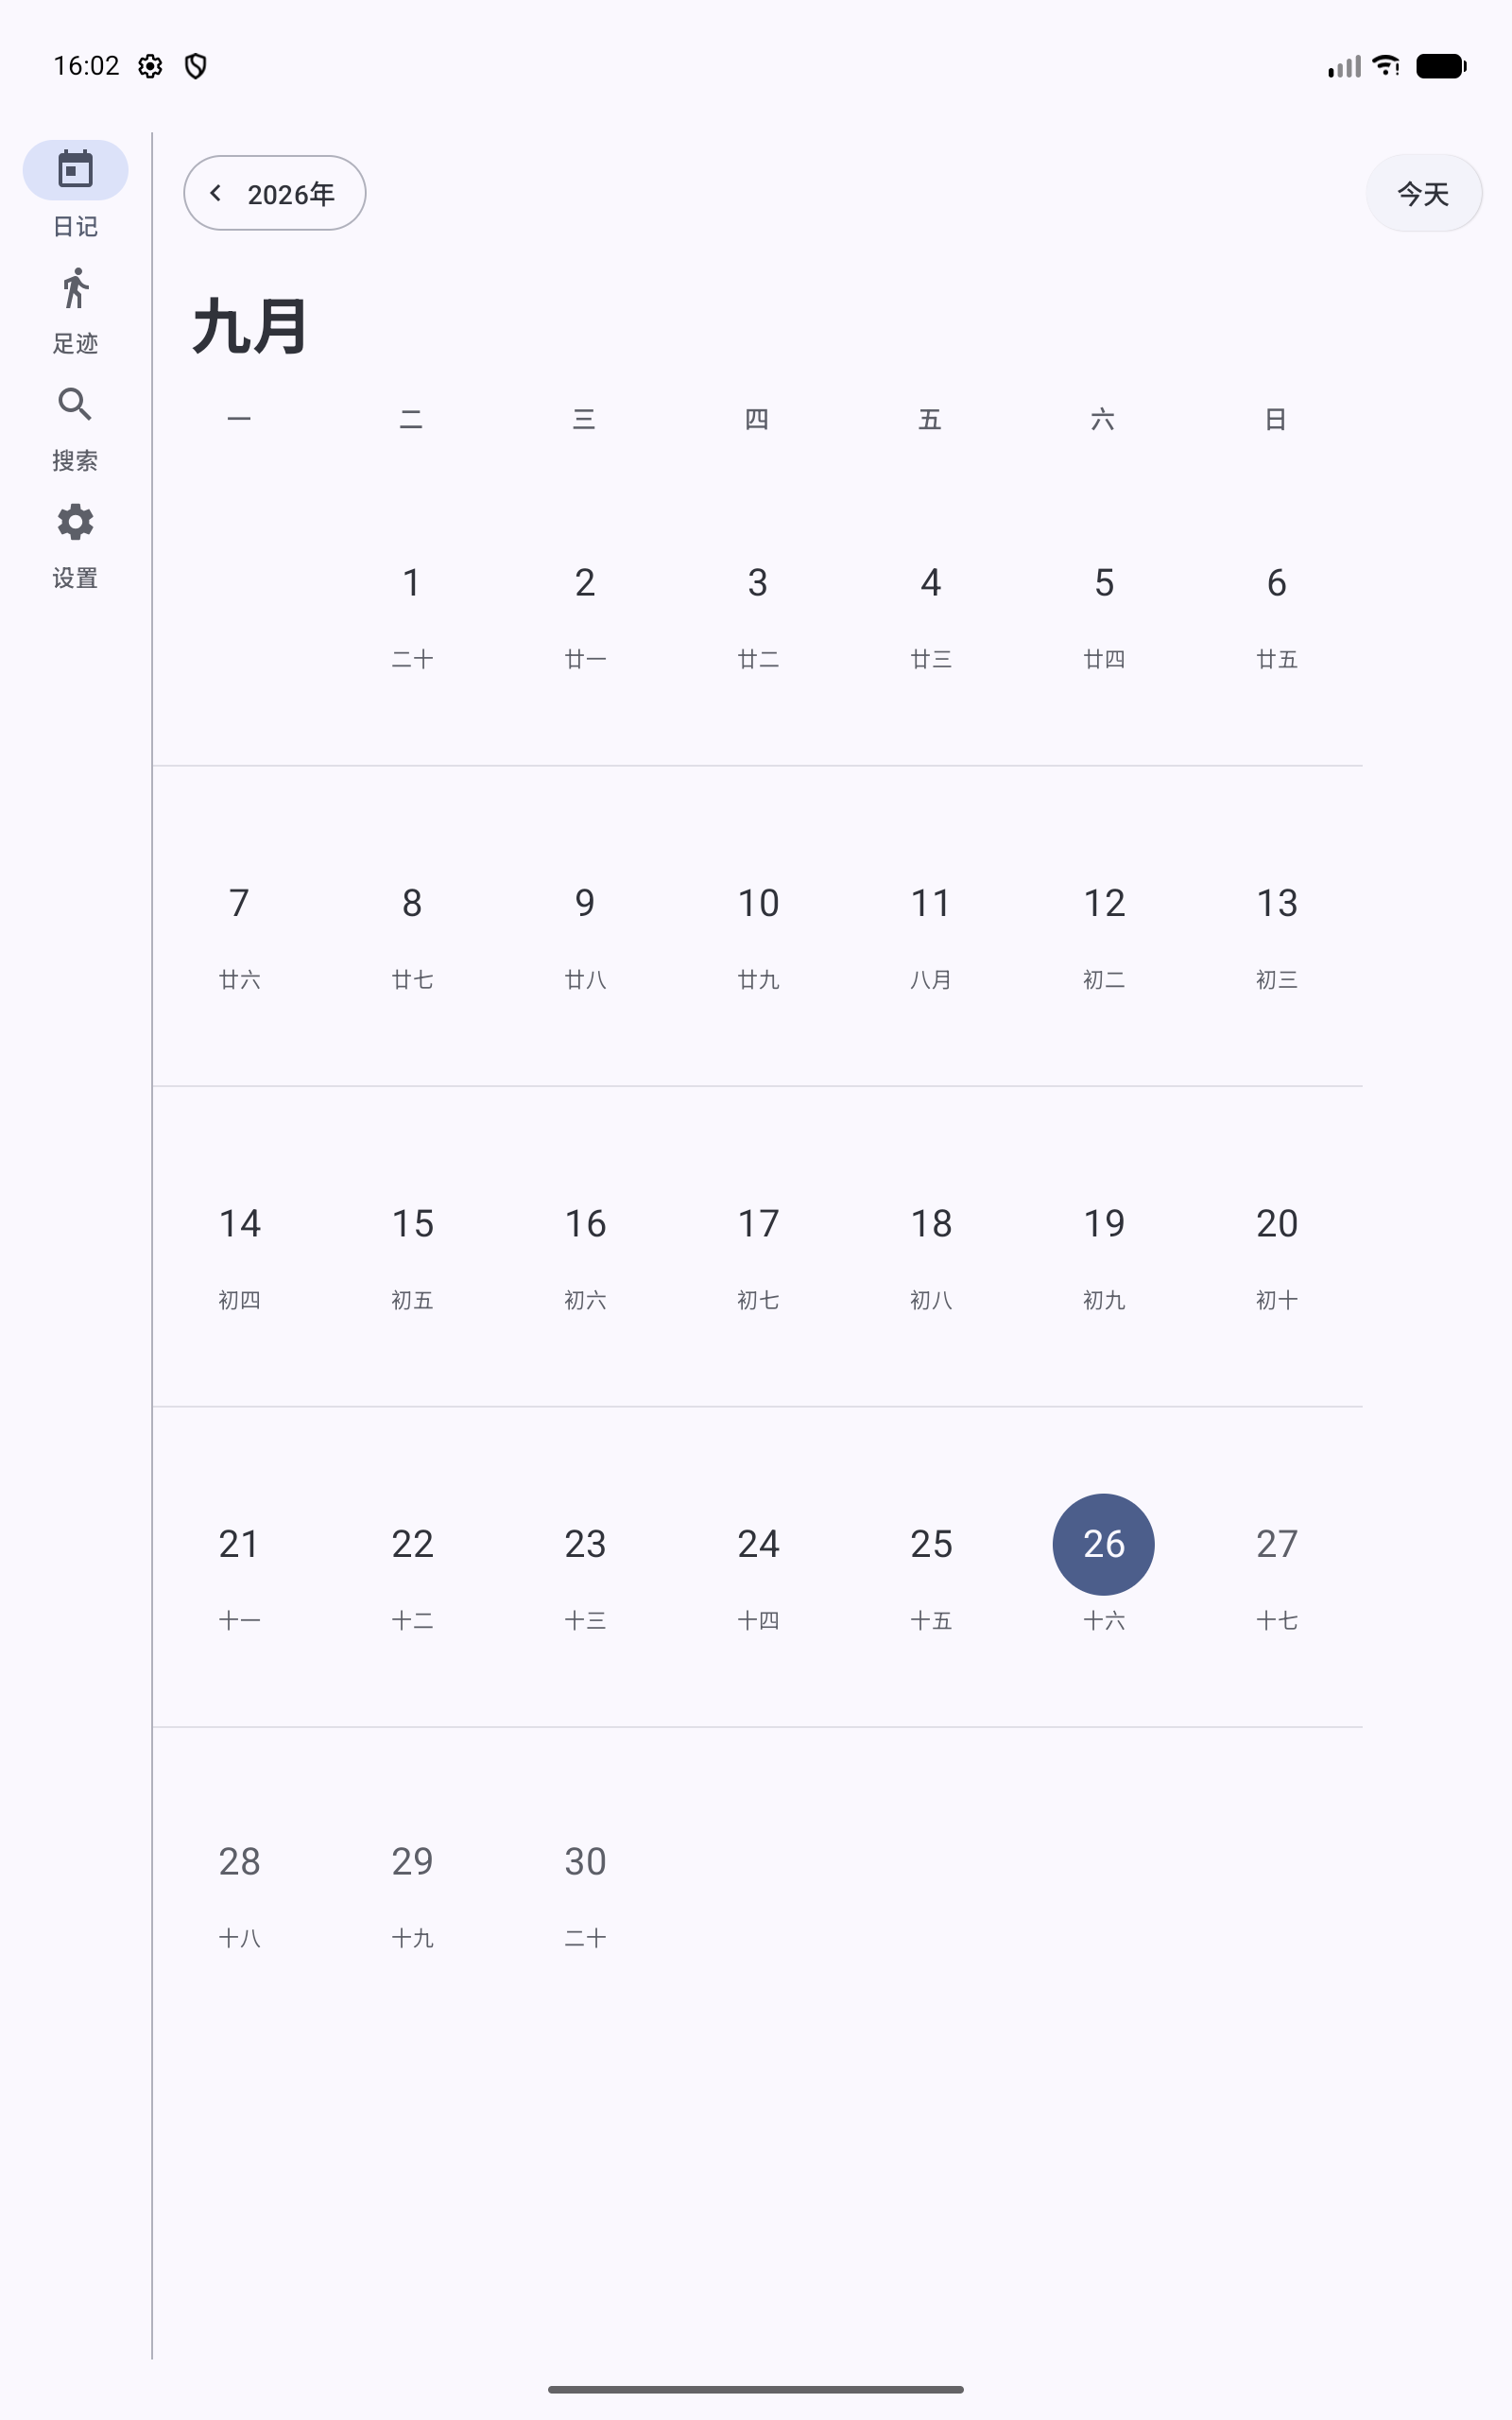 16:02
日记
足迹
搜索
设置
2026年
今天
九月
一 二 三 四 五 六 日
1 2 3 4 5 6
二十 廿一 廿二 廿三 廿四 廿五
7 8 9 10 11 12 13
廿六 廿七 廿八 廿九 八月 初二 初三
14 15 16 17 18 19 20
初四 初五 初六 初七 初八 初九 初十
21 22 23 24 25 26 27
十一 十二 十三 十四 十五 十六 十七
28 29 30
十八 十九 二十